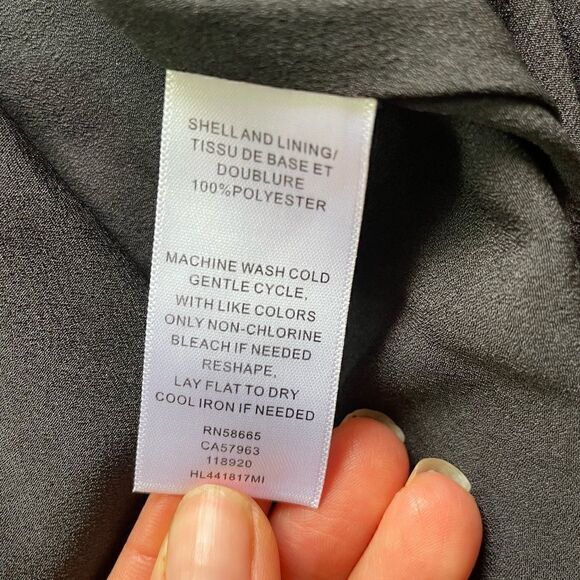 SHELL AND LINING/
TISSU DE BASE ET
DOUBLURE
100%POLYESTER
MACHINE WASH COLD
GENTLE CYCLE,
WITH LIKE COLORS
ONLY NON-CHLORINE
BLEACH IF NEEDED
RESHAPE,
LAY FLAT TO DRY
COOL IRON IF NEEDED
RN58665
CA57963
118920
HL441817MI